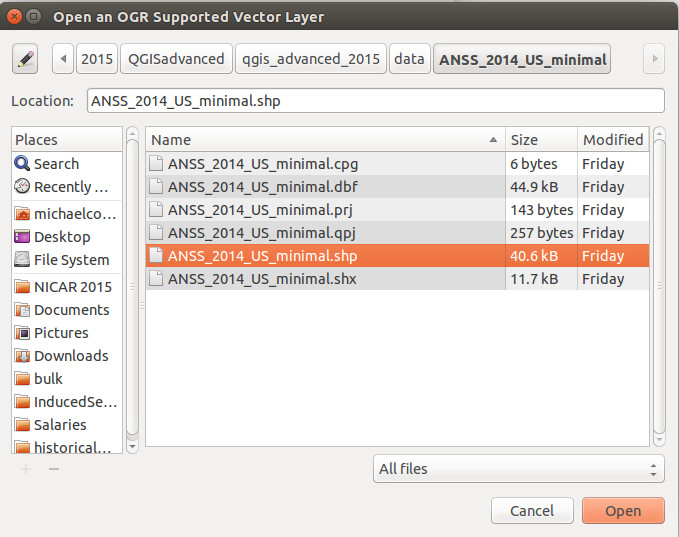 Open an OGR Supported Vector Layer
2015 QGISadvanced qgis_advanced_2015 data ANSS_2014_US_minimal
Location: ANSS_2014_US_minimal.shp
Places
Search
Recently ...
michaelco...
Desktop
File System
NICAR 2015
Documents
Pictures
Downloads
bulk
InducedSe...
Salaries
historical...
Name Size Modified
ANSS_2014_US_minimal.cpg 6 bytes Friday
ANSS_2014_US_minimal.dbf 44.9 kB Friday
ANSS_2014_US_minimal.prj 143 bytes Friday
ANSS_2014_US_minimal.qpj 257 bytes Friday
ANSS_2014_US_minimal.shp 40.6 kB Friday
ANSS_2014_US_minimal.shx 11.7 kB Friday
All files
Cancel Open